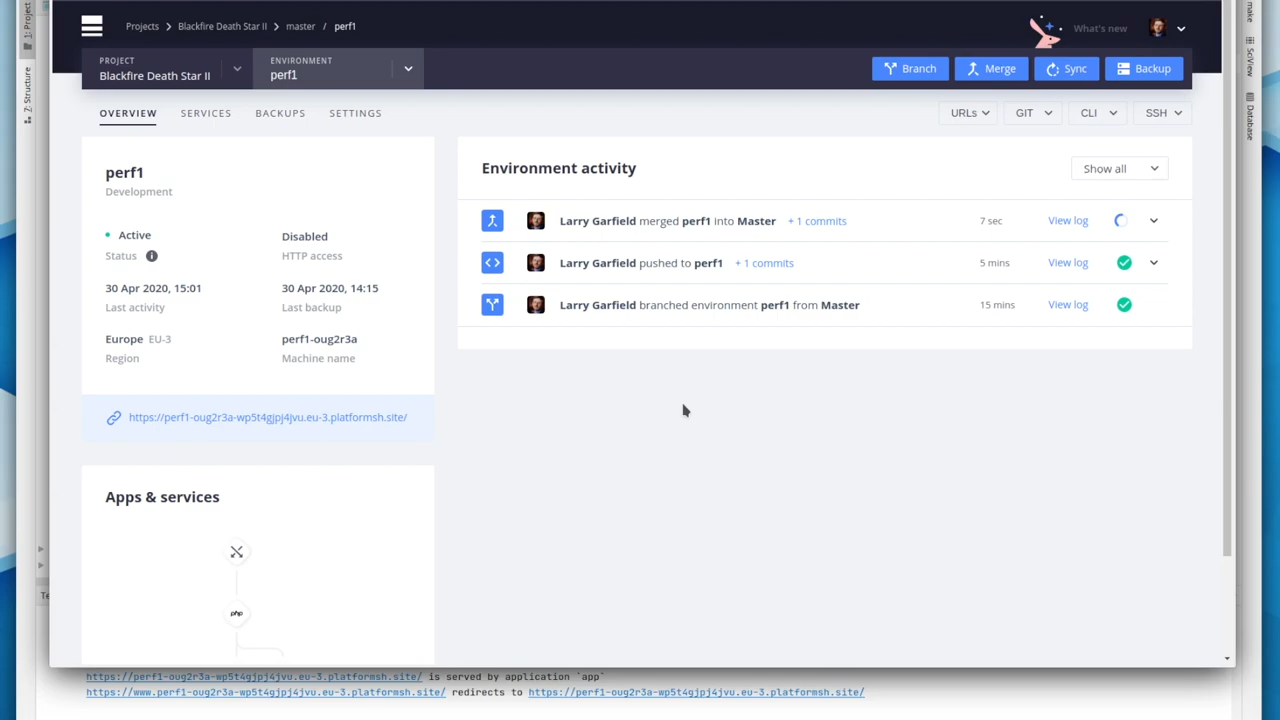 1: Project
Z: Structure
make
SciView
Database
Projects > Blackfire Death Star II > master / perf1
What's new
PROJECT
Blackfire Death Star II
ENVIRONMENT
perf1
Branch
Merge
Sync
Backup
OVERVIEW
SERVICES
BACKUPS
SETTINGS
URLs
GIT
CLI
SSH
perf1
Development
Active
Status
Disabled
HTTP access
30 Apr 2020, 15:01
Last activity
30 Apr 2020, 14:15
Last backup
Europe EU-3
Region
perf1-oug2r3a
Machine name
https://perf1-oug2r3a-wp5t4gjpj4jvu.eu-3.platformsh.site/
Apps & services
php
Environment activity
Show all
Larry Garfield merged perf1 into Master + 1 commits 7 sec View log
Larry Garfield pushed to perf1 + 1 commits 5 mins View log
Larry Garfield branched environment perf1 from Master 15 mins View log
Te
https://perf1-oug2r3a-wp5t4gjpj4jvu.eu-3.platformsh.site/ is served by application `app`
https://www.perf1-oug2r3a-wp5t4gjpj4jvu.eu-3.platformsh.site/ redirects to https://perf1-oug2r3a-wp5t4gjpj4jvu.eu-3.platformsh.site/